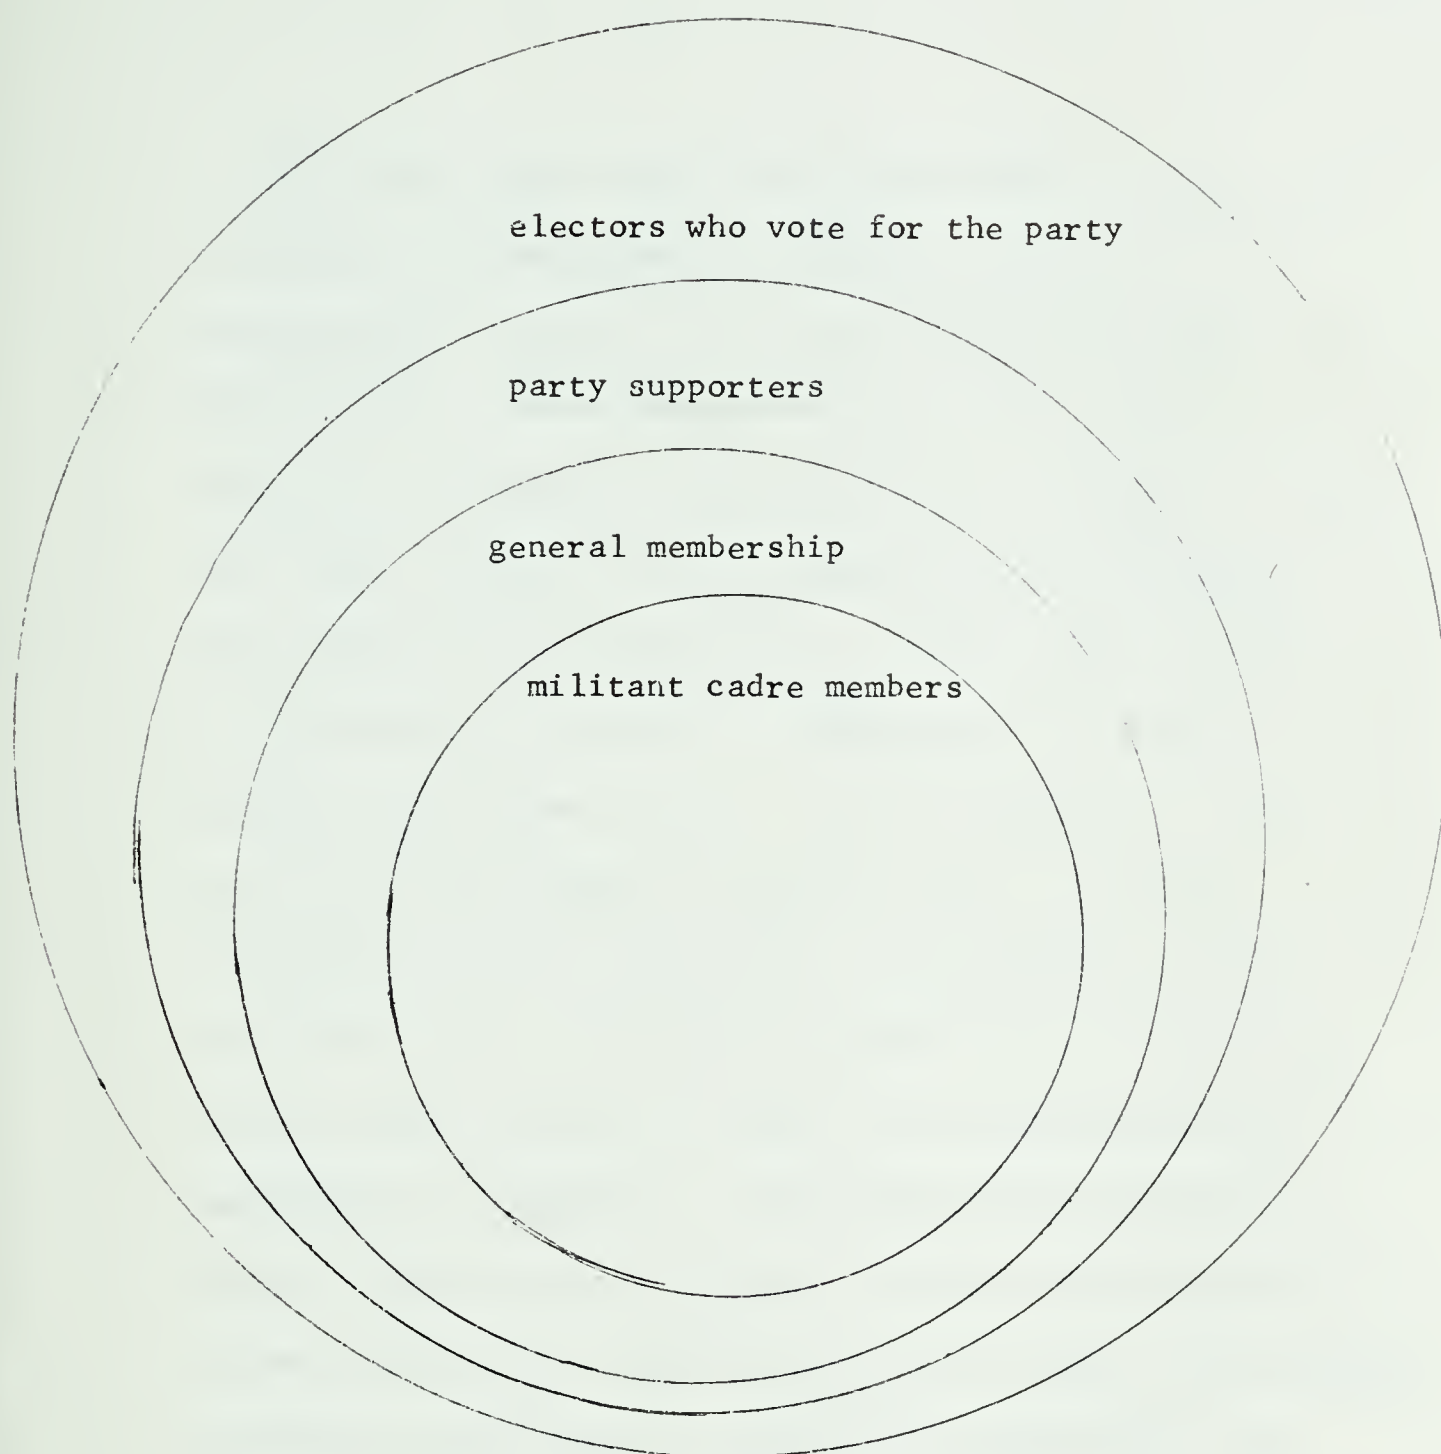 electors who vote for the party
party supporters
general membership
militant cadre members